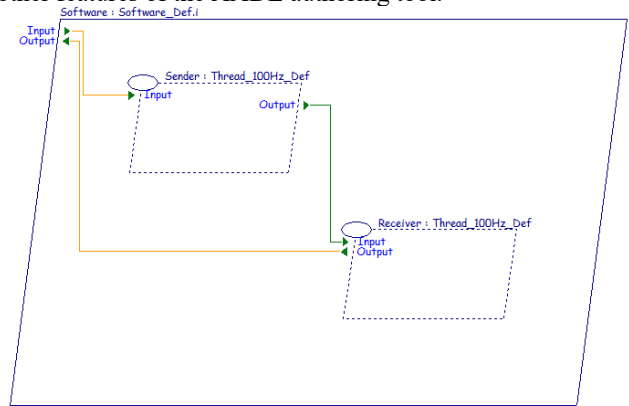 Software : Software_Def.i
Input
Output
Sender : Thread_100Hz_Def
Input
Output
Receiver : Thread_100Hz_Def
Input
Output